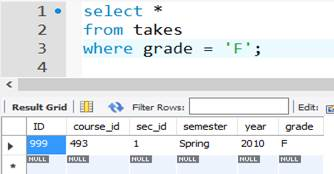 1 select *
2 from takes
3 where grade = 'F';
4
Result Grid Filter Rows: Edit:
ID course_id sec_id semester year grade
999 493 1 Spring 2010 F
NULL NULL NULL NULL NULL NULL